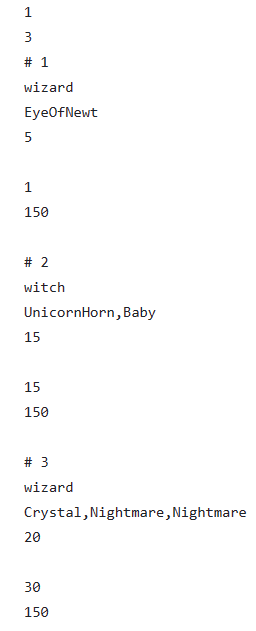 1
3
# 1
wizard
EyeOfNewt
5
1
150
# 2
witch
UnicornHorn,Baby
15
15
150
# 3
wizard
Crystal,Nightmare,Nightmare
20
30
150